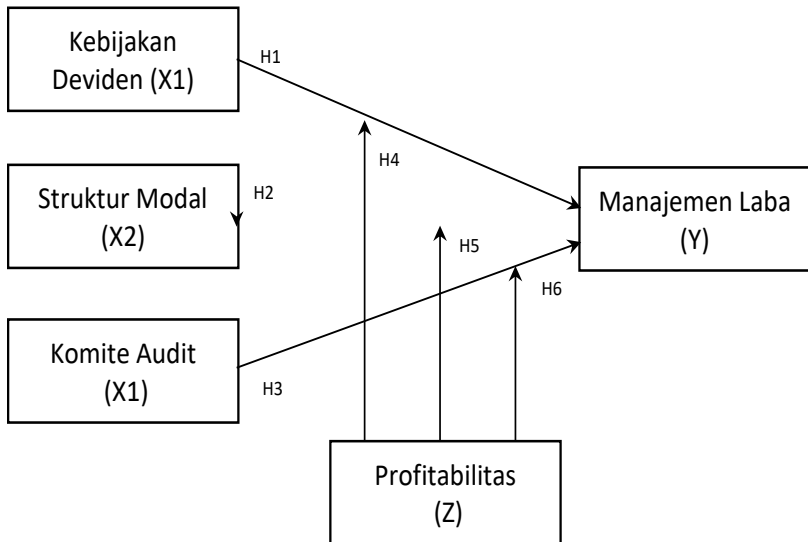 Kebijakan
Deviden (X1)
H1
H4
Struktur Modal
(X2)
H2
Manajemen Laba
(Y)
H5
H6
Komite Audit
(X1)
H3
Profitabilitas
(Z)